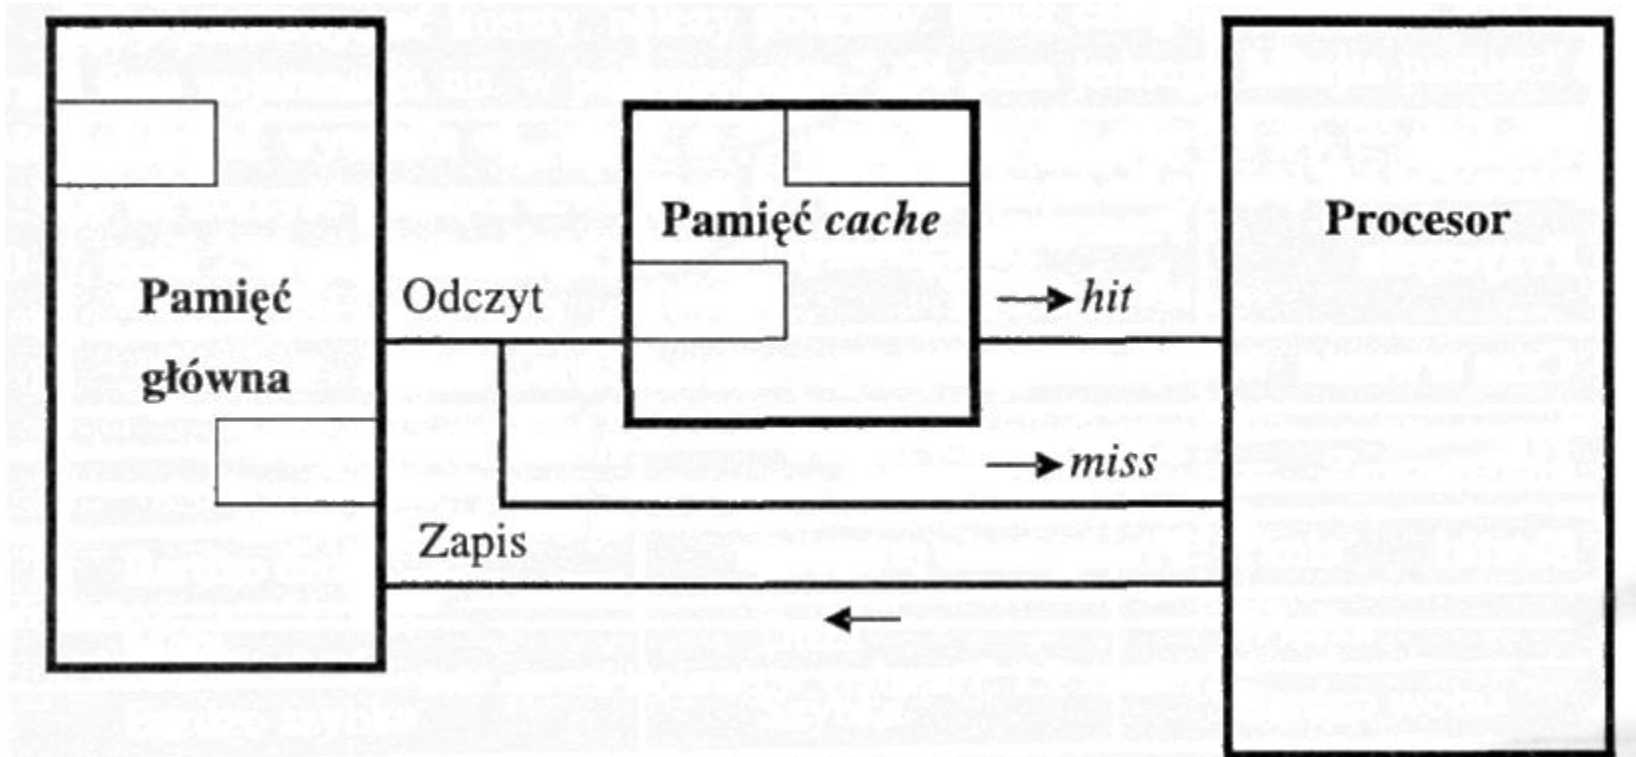 Pamięć
główna
Odczyt
Zapis
Pamięć cache
hit
miss
Procesor